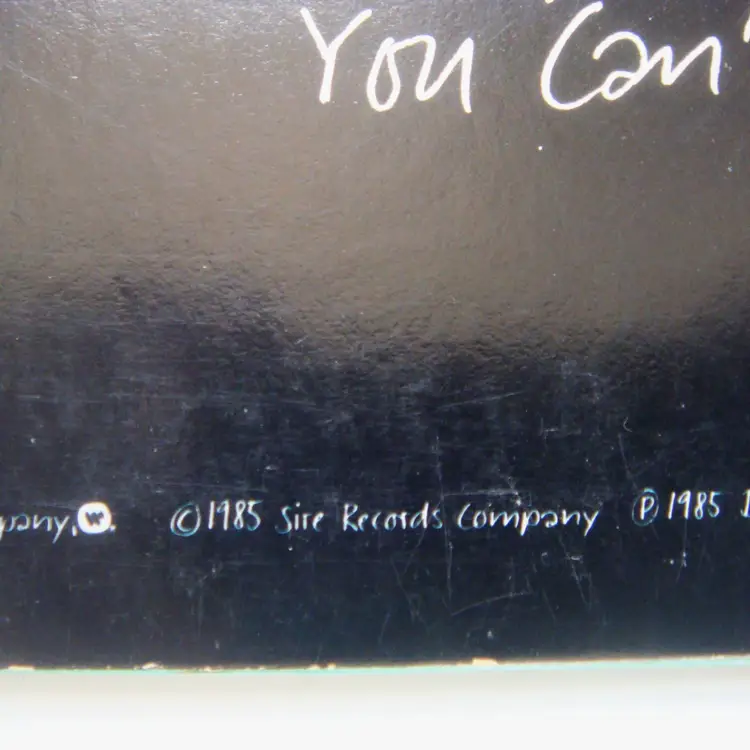 You Can'
pany, W. © 1985 Sire Records Company ℗ 1985